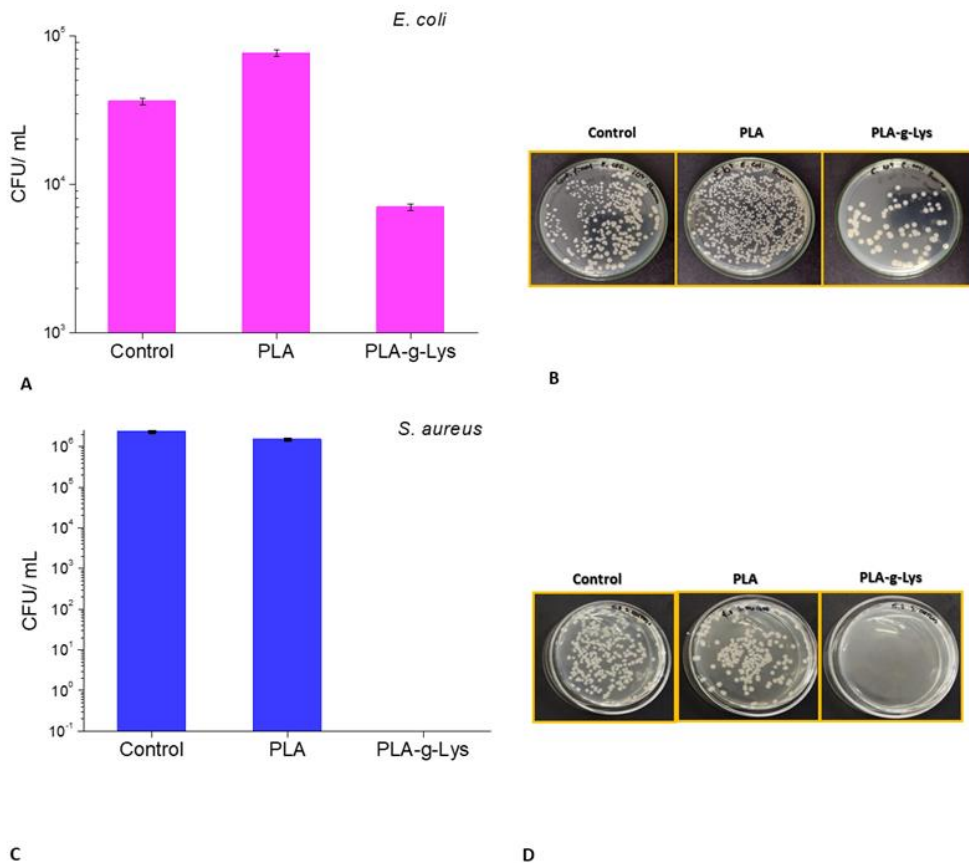 E. coli
10^5
10^4
10^3
CFU/ mL
Control
PLA
PLA-g-Lys
A
Control
PLA
PLA-g-Lys
B
S. aureus
10^6
10^5
10^4
10^3
10^2
10^1
10^0
10^-1
CFU/ mL
Control
PLA
PLA-g-Lys
C
Control
PLA
PLA-g-Lys
D